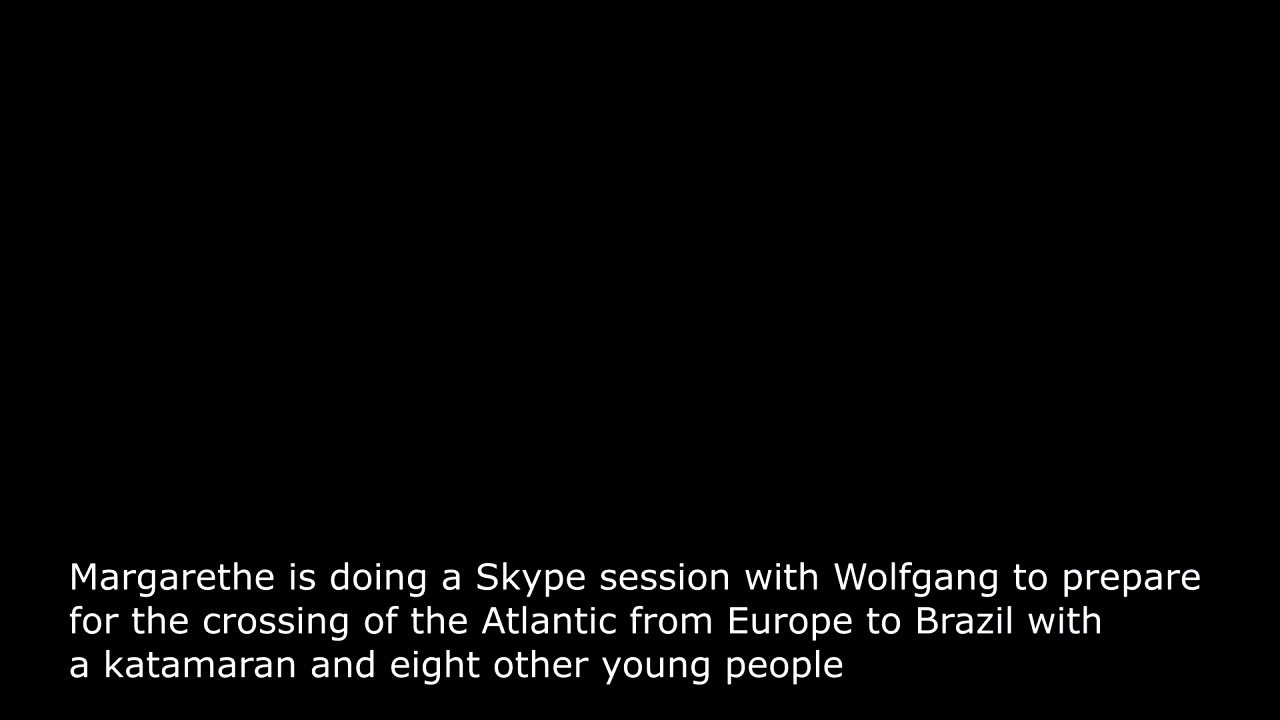 Margarethe is doing a Skype session with Wolfgang to prepare
for the crossing of the Atlantic from Europe to Brazil with
a katamaran and eight other young people